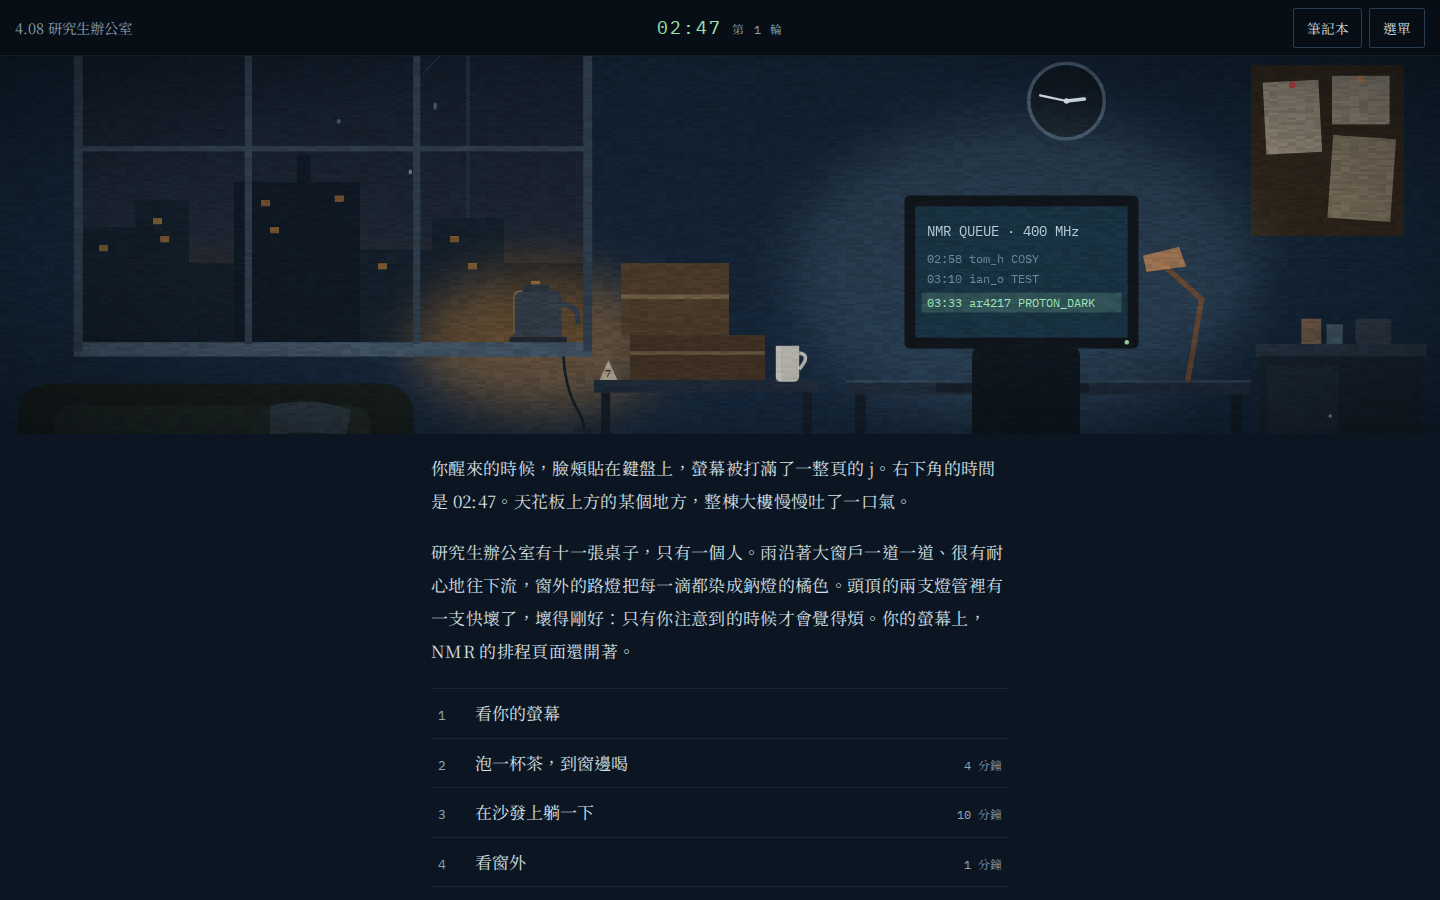 4.08 研究生辦公室
02:47 第 1 輪
筆記本
選單
NMR QUEUE · 400 MHz
02:58 tom_h COSY
03:10 ian_o TEST
03:33 ar4217 PROTON_DARK
7
你醒來的時候，臉頰貼在鍵盤上，螢幕被打滿了一整頁的 j。右下角的時間
是 02:47。天花板上方的某個地方，整棟大樓慢慢吐了一口氣。
研究生辦公室有十一張桌子，只有一個人。雨沿著大窗戶一道一道、很有耐
心地往下流，窗外的路燈把每一滴都染成鈉燈的橘色。頭頂的兩支燈管裡有
一支快壞了，壞得剛好：只有你注意到的時候才會覺得煩。你的螢幕上，
NMR 的排程頁面還開著。
1 看你的螢幕
2 泡一杯茶，到窗邊喝 4 分鐘
3 在沙發上躺一下 10 分鐘
4 看窗外 1 分鐘